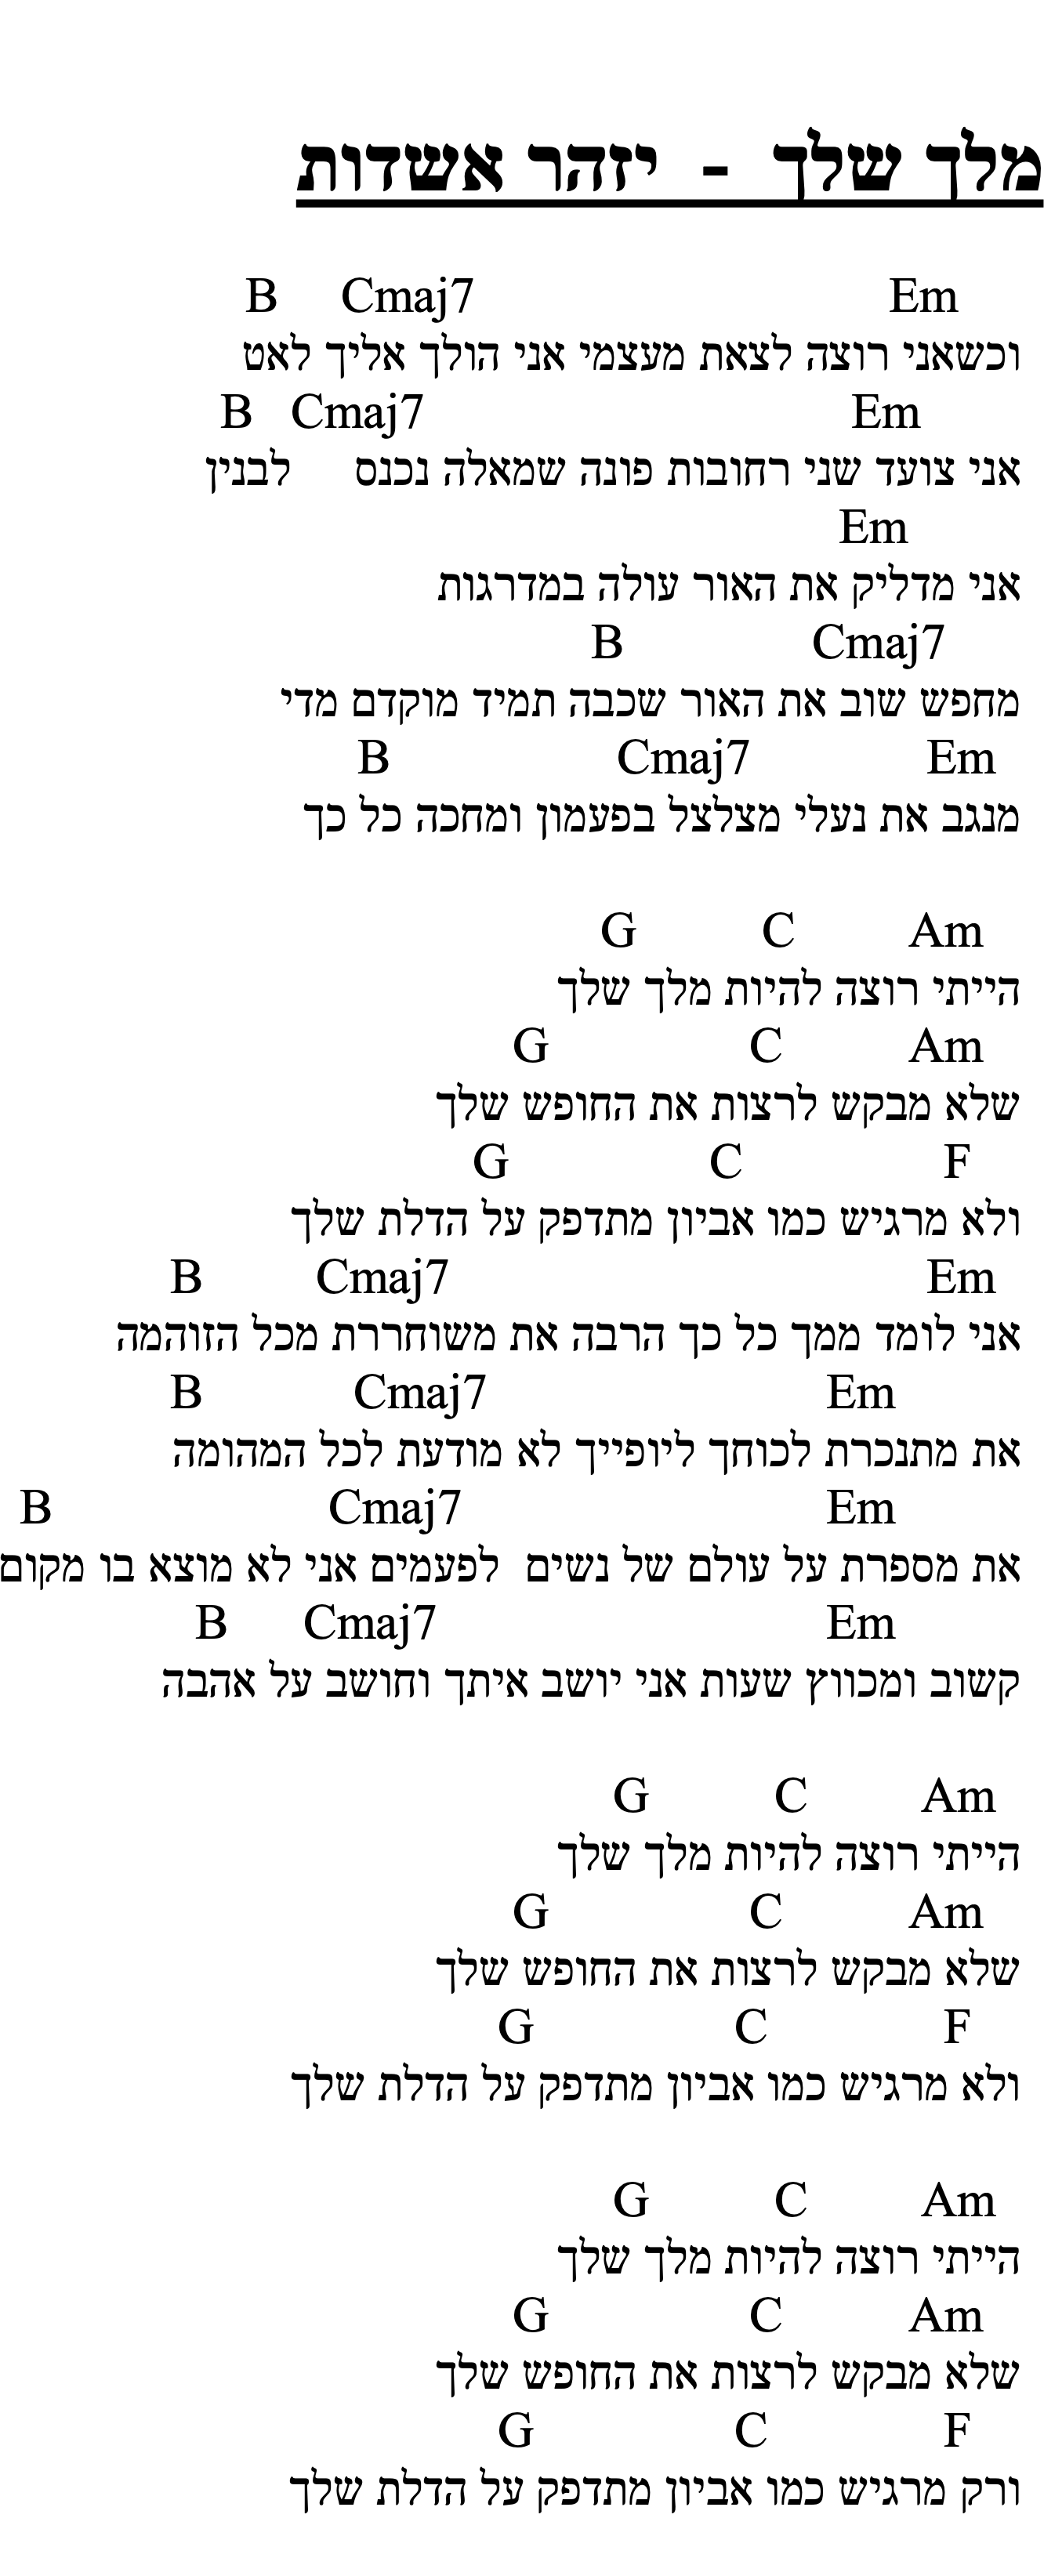 מלך שלך - יזהר אשדות
Em Cmaj7 B
וכשאני רוצה לצאת מעצמי אני הולך אליך לאט
Em Cmaj7 B
אני צועד שני רחובות פונה שמאלה נכנס לבנין
Em
אני מדליק את האור עולה במדרגות
Cmaj7 B
מחפש שוב את האור שכבה תמיד מוקדם מדי
Em Cmaj7 B
מנגב את נעלי מצלצל בפעמון ומחכה כל כך
Am C G
הייתי רוצה להיות מלך שלך
Am C G
שלא מבקש לרצות את החופש שלך
F C G
ולא מרגיש כמו אביון מתדפק על הדלת שלך
Em Cmaj7 B
אני לומד ממך כל כך הרבה את משוחררת מכל הזוהמה
Em Cmaj7 B
את מתנכרת לכוחך ליופייך לא מודעת לכל המהומה
Em Cmaj7 B
את מספרת על עולם של נשים לפעמים אני לא מוצא בו מקום
Em Cmaj7 B
קשוב ומכווץ שעות אני יושב איתך וחושב על אהבה
Am C G
הייתי רוצה להיות מלך שלך
Am C G
שלא מבקש לרצות את החופש שלך
F C G
ולא מרגיש כמו אביון מתדפק על הדלת שלך
Am C G
הייתי רוצה להיות מלך שלך
Am C G
שלא מבקש לרצות את החופש שלך
F C G
ורק מרגיש כמו אביון מתדפק על הדלת שלך